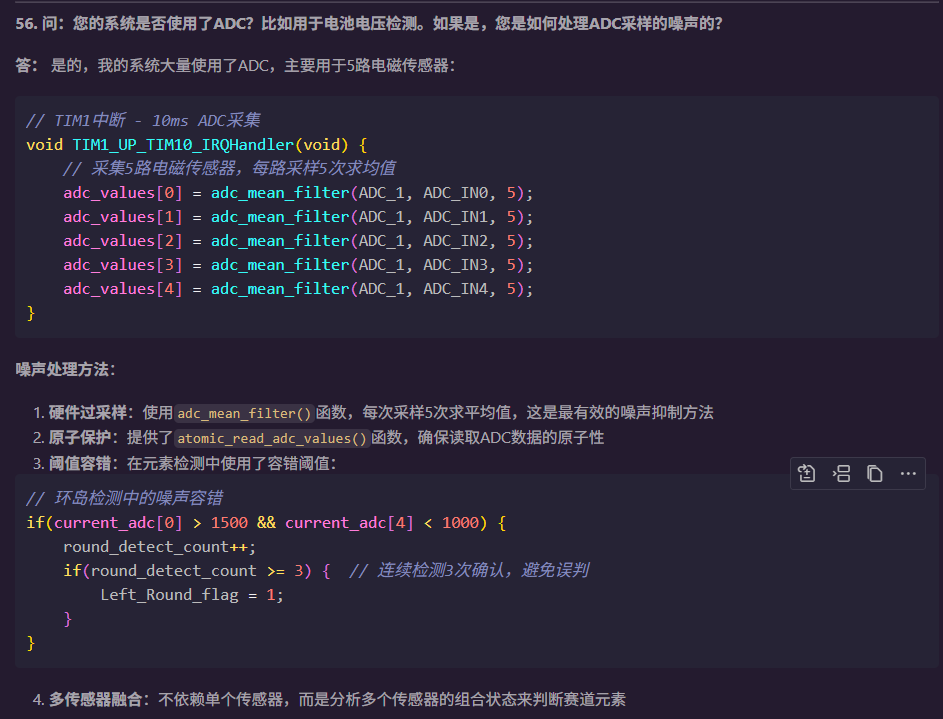 56. 问：您的系统是否使用了ADC？比如用于电池电压检测。如果是，您是如何处理ADC采样的噪声的？
答： 是的，我的系统大量使用了ADC，主要用于5路电磁传感器：
// TIM1中断 - 10ms ADC采集
void TIM1_UP_TIM10_IRQHandler(void) {
    // 采集5路电磁传感器，每路采样5次求均值
    adc_values[0] = adc_mean_filter(ADC_1, ADC_IN0, 5);
    adc_values[1] = adc_mean_filter(ADC_1, ADC_IN1, 5);
    adc_values[2] = adc_mean_filter(ADC_1, ADC_IN2, 5);
    adc_values[3] = adc_mean_filter(ADC_1, ADC_IN3, 5);
    adc_values[4] = adc_mean_filter(ADC_1, ADC_IN4, 5);
}
噪声处理方法：
1. 硬件过采样：使用adc_mean_filter()函数，每次采样5次求平均值，这是最有效的噪声抑制方法
2. 原子保护：提供了atomic_read_adc_values()函数，确保读取ADC数据的原子性
3. 阈值容错：在元素检测中使用了容错阈值：
// 环岛检测中的噪声容错
if(current_adc[0] > 1500 && current_adc[4] < 1000) {
    round_detect_count++;
    if(round_detect_count >= 3) {  // 连续检测3次确认，避免误判
        Left_Round_flag = 1;
    }
}
4. 多传感器融合：不依赖单个传感器，而是分析多个传感器的组合状态来判断赛道元素